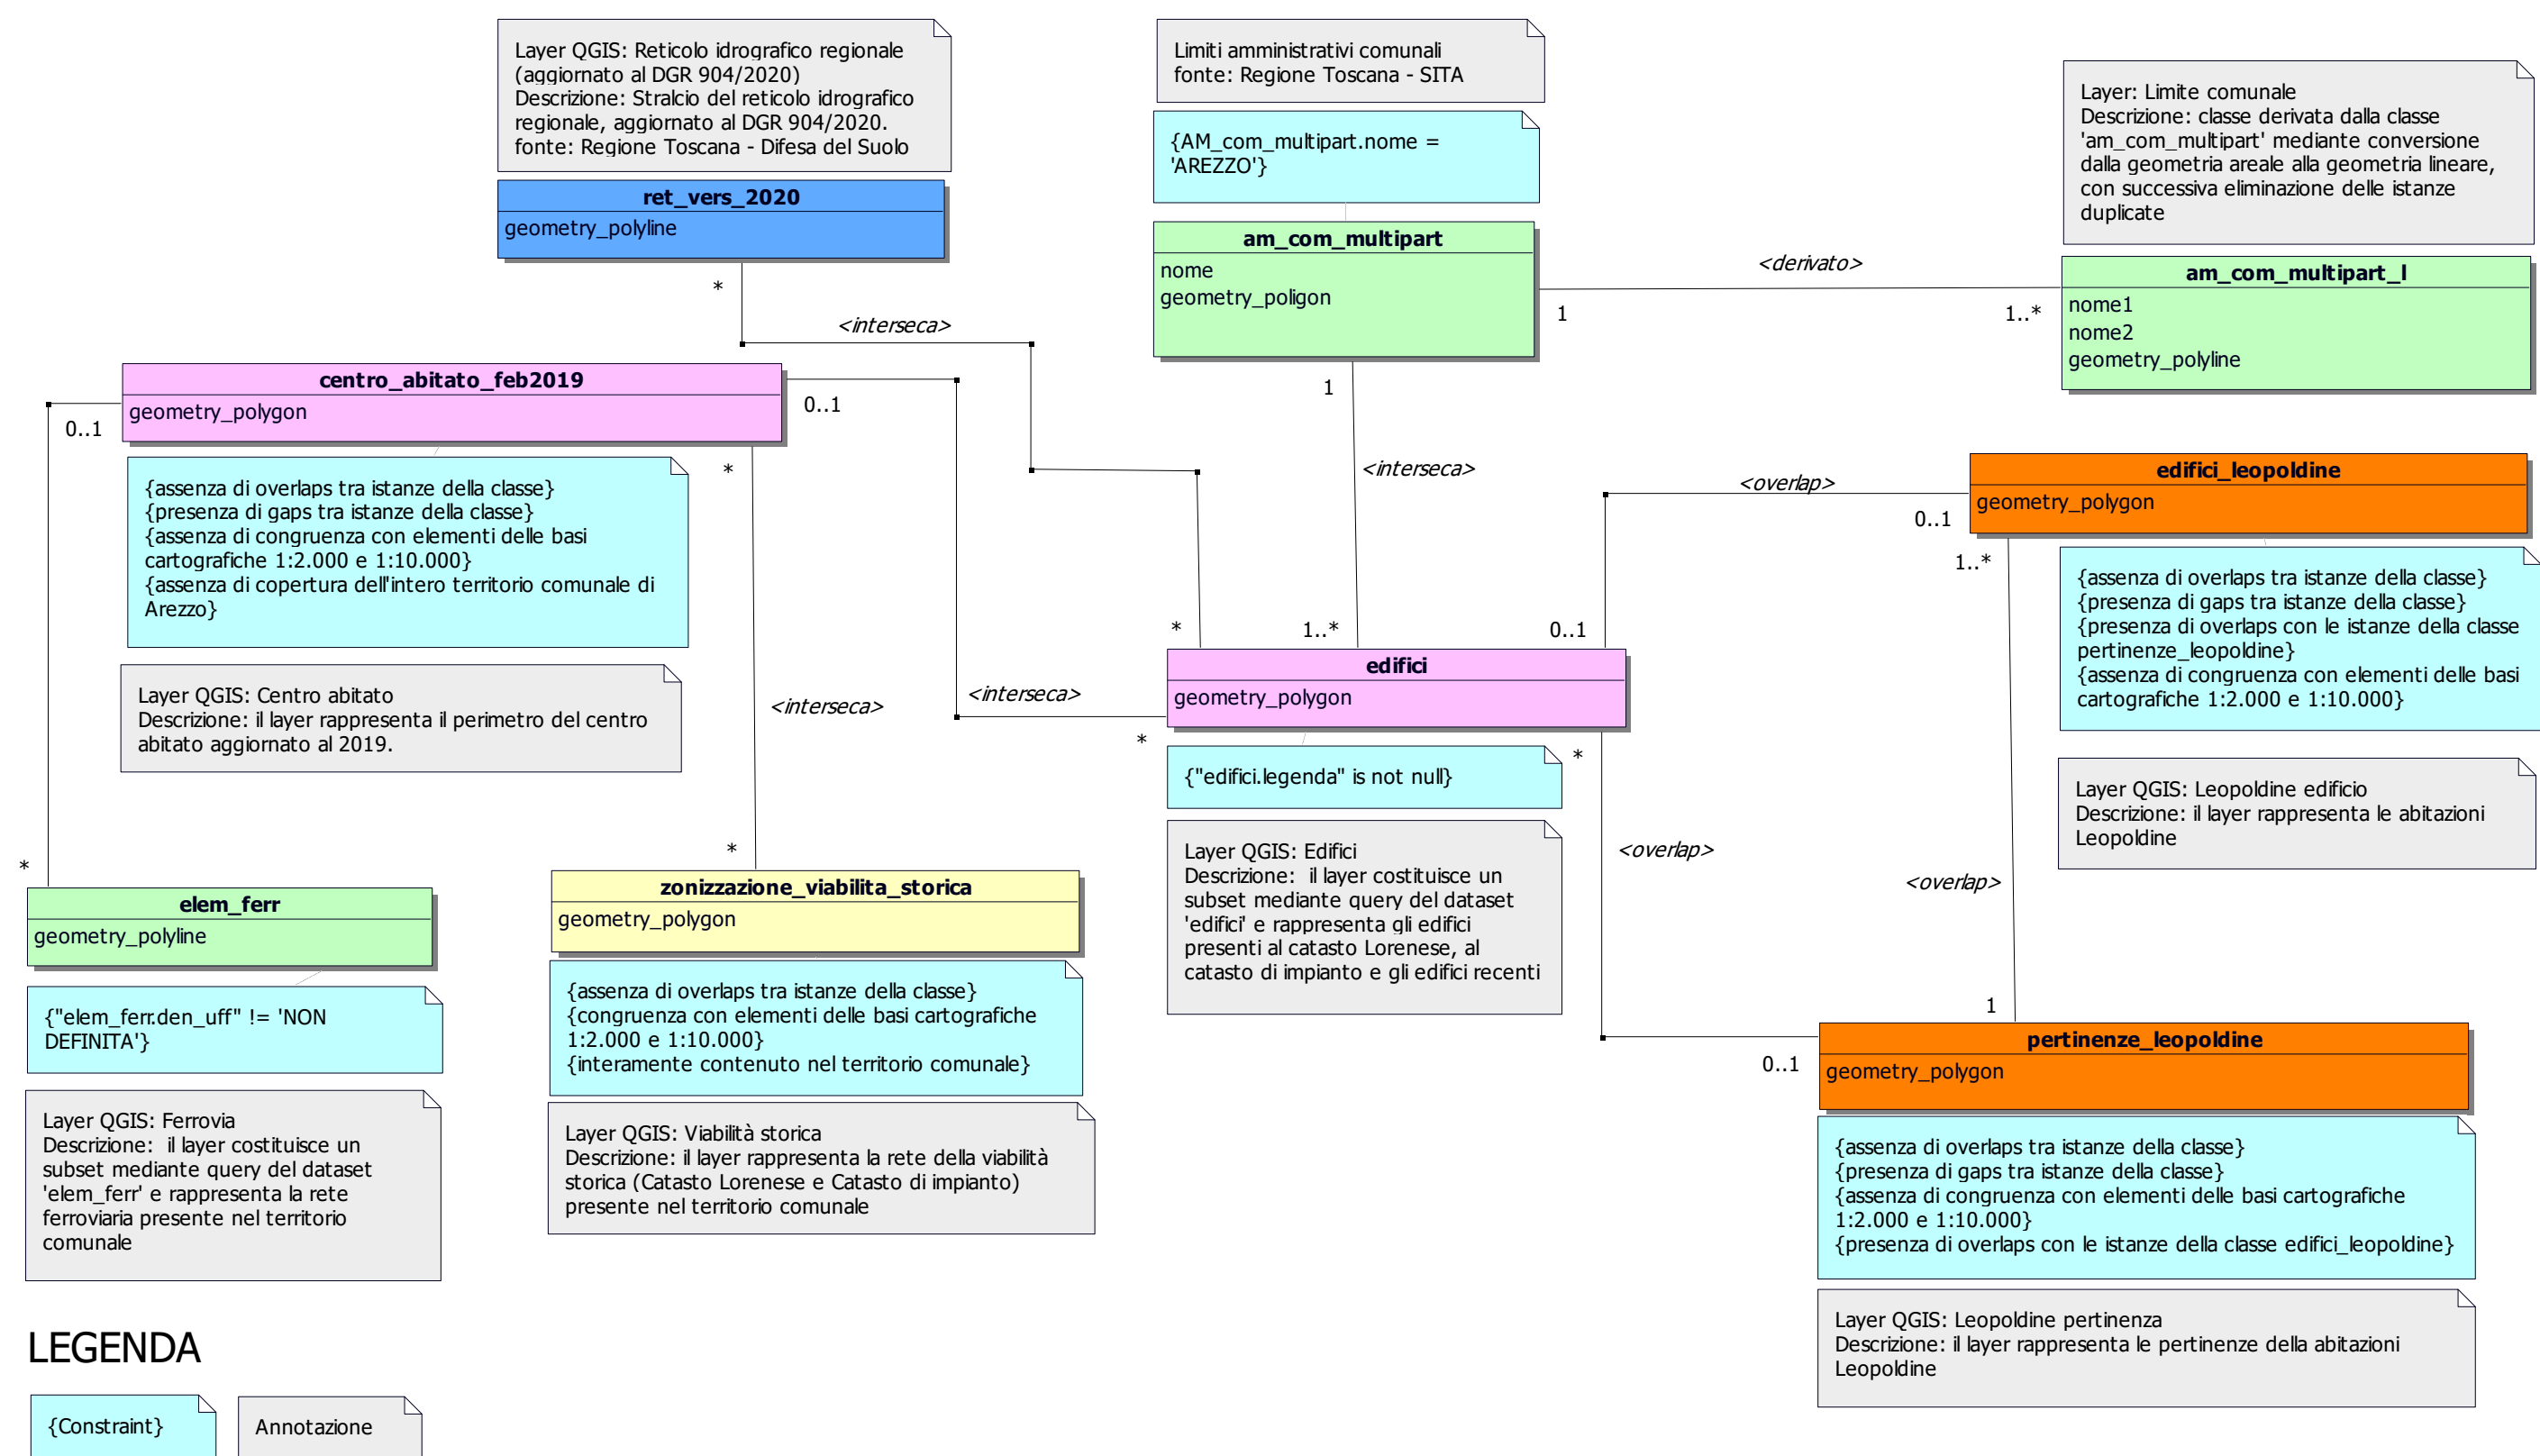 Layer QGIS: Reticolo idrografico regionale
(aggiornato al DGR 904/2020)
Descrizione: Stralcio del reticolo idrografico
regionale, aggiornato al DGR 904/2020.
fonte: Regione Toscana - Difesa del Suolo
ret_vers_2020
geometry_polyline
*
<interseca>
Limiti amministrativi comunali
fonte: Regione Toscana - SITA
{AM_com_multipart.nome =
'AREZZO'}
am_com_multipart
nome
geometry_poligon
1
<derivato>
1..*
Layer: Limite comunale
Descrizione: classe derivata dalla classe
'am_com_multipart' mediante conversione
dalla geometria areale alla geometria lineare,
con successiva eliminazione delle istanze
duplicate
am_com_multipart_l
nome1
nome2
geometry_polyline
centro_abitato_feb2019
geometry_polygon
0..1
0..1
*
{assenza di overlaps tra istanze della classe}
{presenza di gaps tra istanze della classe}
{assenza di congruenza con elementi delle basi
cartografiche 1:2.000 e 1:10.000}
{assenza di copertura dell'intero territorio comunale di
Arezzo}
Layer QGIS: Centro abitato
Descrizione: il layer rappresenta il perimetro del centro
abitato aggiornato al 2019.
<interseca>
<interseca>
1
<interseca>
*
1..*
0..1
<overlap>
0..1
edifici_leopoldine
geometry_polygon
1..*
{assenza di overlaps tra istanze della classe}
{presenza di gaps tra istanze della classe}
{presenza di overlaps con le istanze della classe
pertinenze_leopoldine}
{assenza di congruenza con elementi delle basi
cartografiche 1:2.000 e 1:10.000}
Layer QGIS: Leopoldine edificio
Descrizione: il layer rappresenta le abitazioni
Leopoldine
edifici
geometry_polygon
*
*
{"edifici.legenda" is not null}
Layer QGIS: Edifici
Descrizione:  il layer costituisce un
subset mediante query del dataset
'edifici' e rappresenta gli edifici
presenti al catasto Lorenese, al
catasto di impianto e gli edifici recenti
<overlap>
<overlap>
*
elem_ferr
geometry_polyline
{"elem_ferr.den_uff" != 'NON
DEFINITA'}
Layer QGIS: Ferrovia
Descrizione:  il layer costituisce un
subset mediante query del dataset
'elem_ferr' e rappresenta la rete
ferroviaria presente nel territorio
comunale
*
zonizzazione_viabilita_storica
geometry_polygon
{assenza di overlaps tra istanze della classe}
{congruenza con elementi delle basi cartografiche
1:2.000 e 1:10.000}
{interamente contenuto nel territorio comunale}
Layer QGIS: Viabilità storica
Descrizione: il layer rappresenta la rete della viabilità
storica (Catasto Lorenese e Catasto di impianto)
presente nel territorio comunale
1
0..1
pertinenze_leopoldine
geometry_polygon
{assenza di overlaps tra istanze della classe}
{presenza di gaps tra istanze della classe}
{assenza di congruenza con elementi delle basi cartografiche
1:2.000 e 1:10.000}
{presenza di overlaps con le istanze della classe edifici_leopoldine}
Layer QGIS: Leopoldine pertinenza
Descrizione: il layer rappresenta le pertinenze della abitazioni
Leopoldine
LEGENDA
{Constraint}
Annotazione